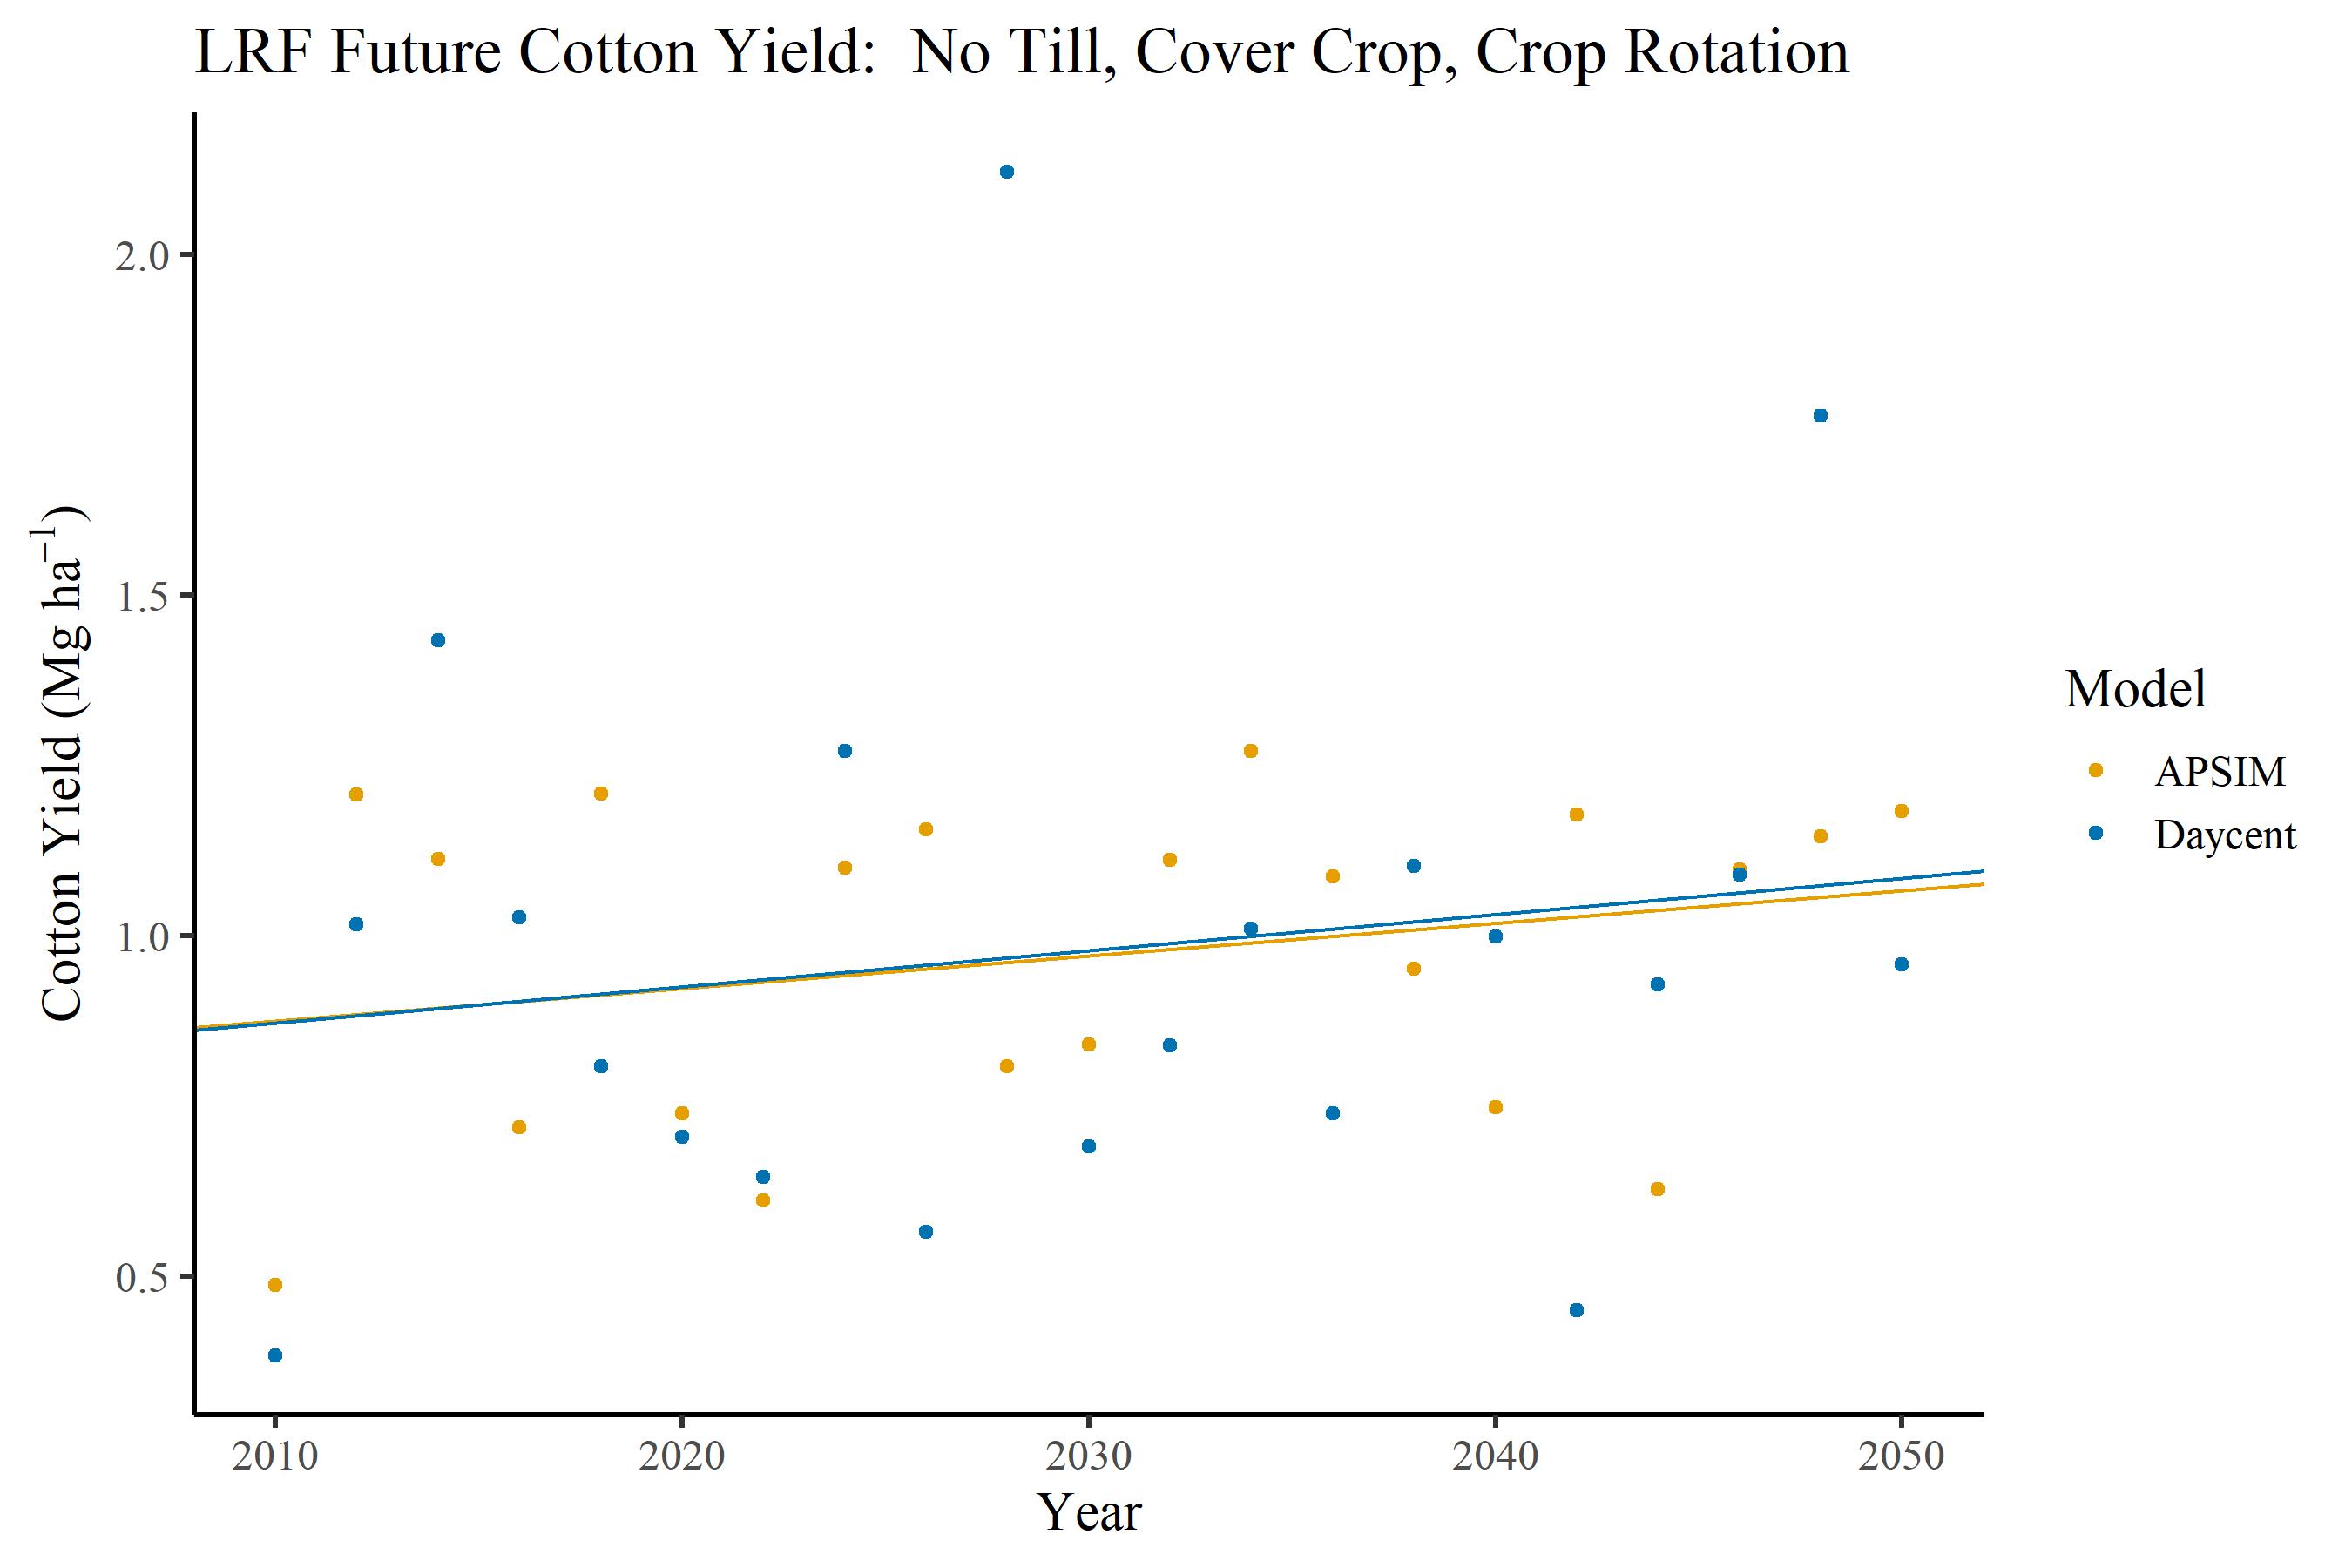 LRF Future Cotton Yield:  No Till, Cover Crop, Crop Rotation
Cotton Yield (Mg ha⁻¹)
2.0
1.5
1.0
0.5
2010
2020
2030
2040
2050
Year
Model
APSIM
Daycent